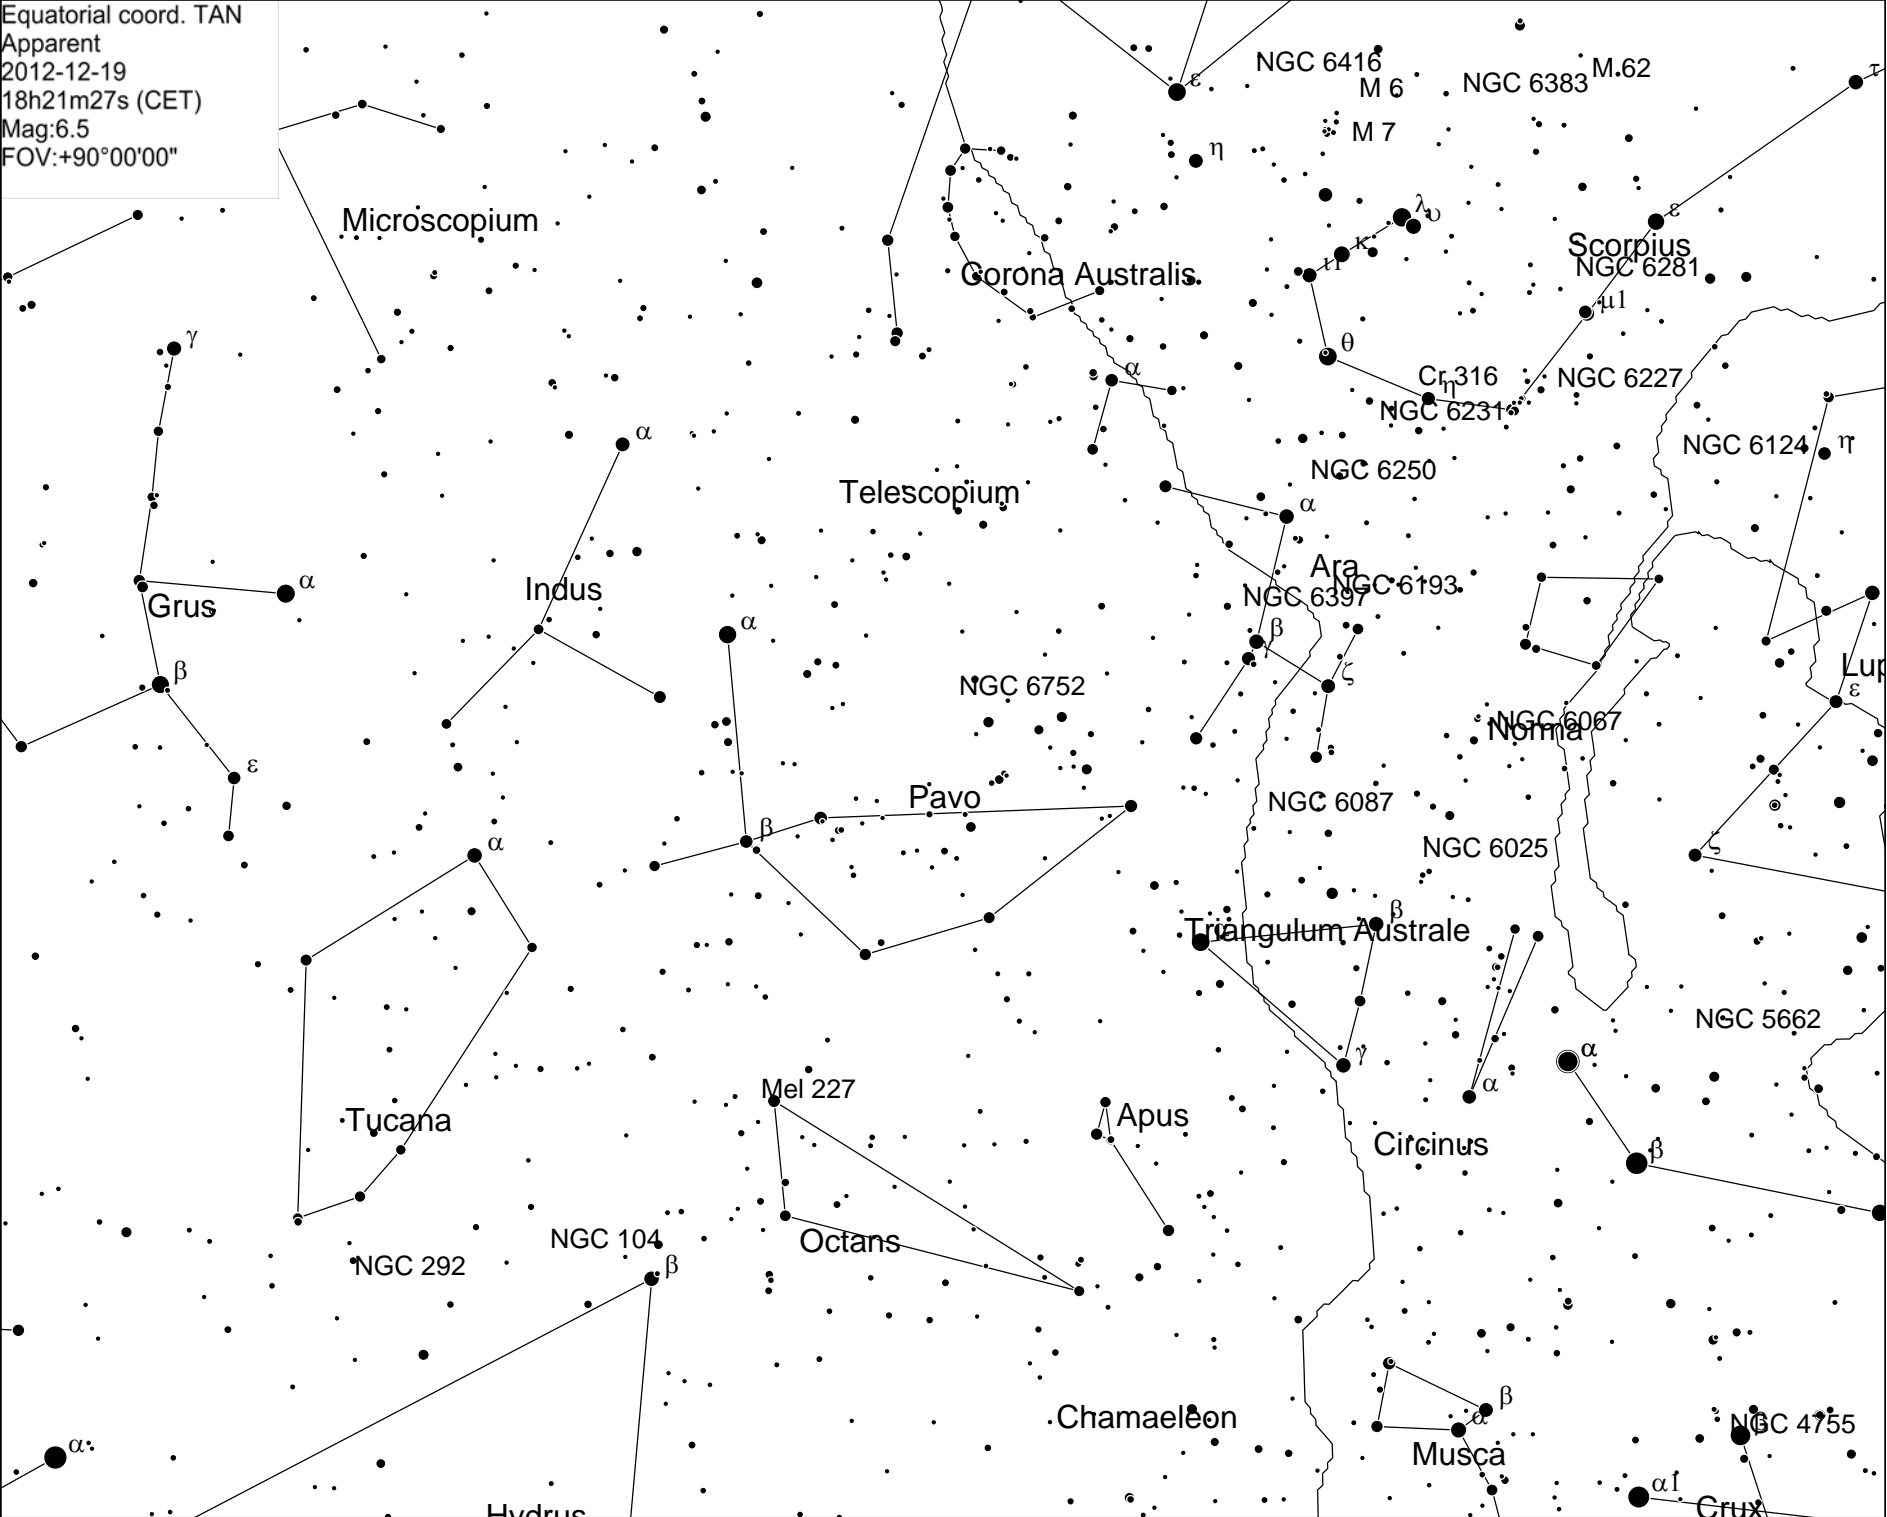 Equatorial coord. TAN
Apparent
2012-12-19
18h21m27s (CET)
Mag:6.5
FOV:+90°00'00"
ε
NGC 6416
M 6
NGC 6383
M 62
τ
M 7
η
Microscopium
λ
υ
ε
Scorpius
κ
NGC 6281
ι1
Corona Australis
μ1
γ
θ
α
Cr 316
η
NGC 6227
NGC 6231
α
NGC 6124
η
NGC 6250
Telescopium
α
Ara
NGC 6193
α
Indus
NGC 6397
Grus
α
β
γ
β
ζ
Lup
NGC 6752
ε
NGC 6067
Norma
ε
Pavo
NGC 6087
β
α
NGC 6025
ζ
β
Triangulum Australe
NGC 5662
α
γ
α
Mel 227
Apus
Tucana
Circinus
β
NGC 104
Octans
NGC 292
β
β
α
Chamaeleon
NGC 4755
β
α
Musca
α1
Crux
Hydrus